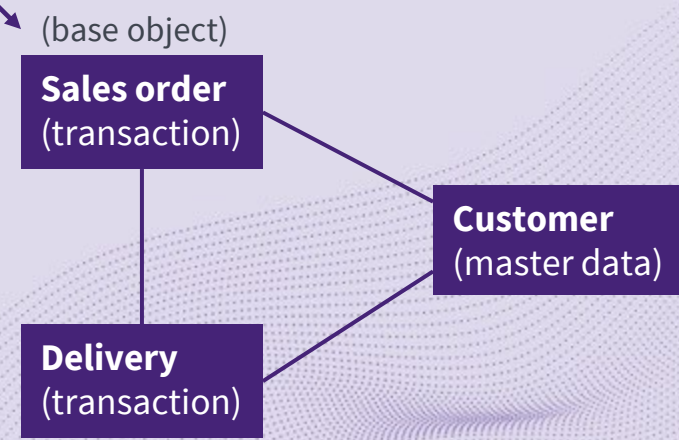 (base object)
Sales order
(transaction)
Customer
(master data)
Delivery
(transaction)